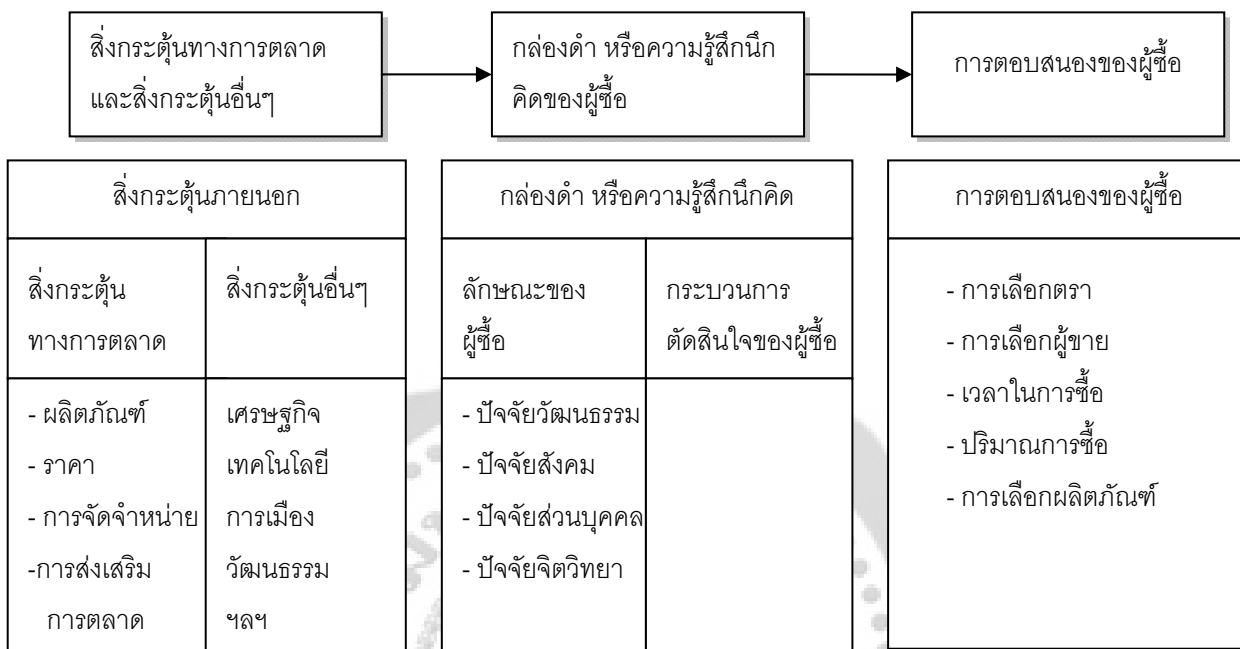 สิ่งกระตุ้นทางการตลาด
และสิ่งกระตุ้นอื่นๆ
กล่องดำ หรือความรู้สึกนึก
คิดของผู้ซื้อ
การตอบสนองของผู้ซื้อ
สิ่งกระตุ้นภายนอก
สิ่งกระตุ้น
ทางการตลาด
สิ่งกระตุ้นอื่นๆ
- ผลิตภัณฑ์
- ราคา
- การจัดจำหน่าย
-การส่งเสริม
การตลาด
เศรษฐกิจ
เทคโนโลยี
การเมือง
วัฒนธรรม
ฯลฯ
กล่องดำ หรือความรู้สึกนึกคิด
ลักษณะของ
ผู้ซื้อ
กระบวนการ
ตัดสินใจของผู้ซื้อ
- ปัจจัยวัฒนธรรม
- ปัจจัยสังคม
- ปัจจัยส่วนบุคคล
- ปัจจัยจิตวิทยา
การตอบสนองของผู้ซื้อ
- การเลือกตรา
- การเลือกผู้ขาย
- เวลาในการซื้อ
- ปริมาณการซื้อ
- การเลือกผลิตภัณฑ์